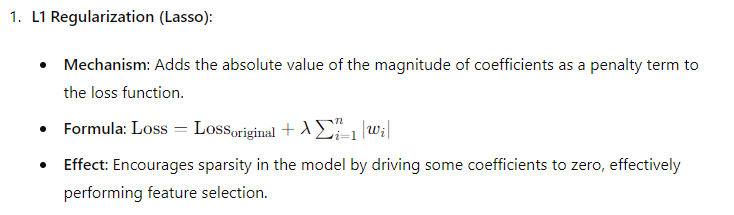 1. L1 Regularization (Lasso):
• Mechanism: Adds the absolute value of the magnitude of coefficients as a penalty term to
the loss function.
• Formula: Loss = Loss_original + λ ∑_{i=1}^{n} |w_i|
• Effect: Encourages sparsity in the model by driving some coefficients to zero, effectively
performing feature selection.